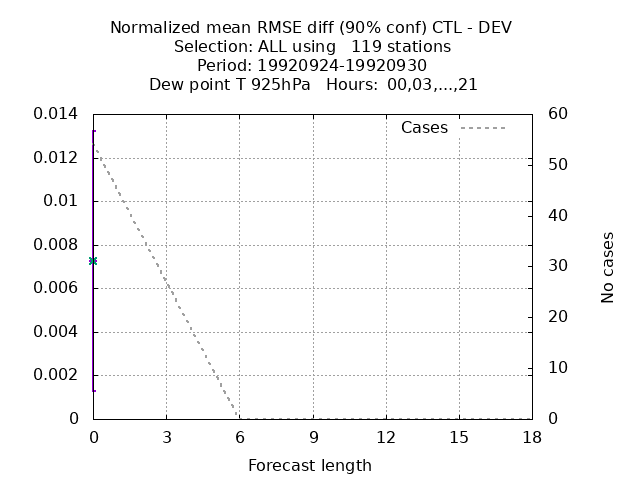 Normalized mean RMSE diff (90% conf) CTL - DEV
Selection: ALL using   119 stations
Period: 19920924-19920930
Dew point T 925hPa   Hours:  00,03,...,21
Cases
0.014
0.012
0.01
0.008
0.006
0.004
0.002
0
60
50
40
30
20
10
0
No cases
0 3 6 9 12 15 18
Forecast length